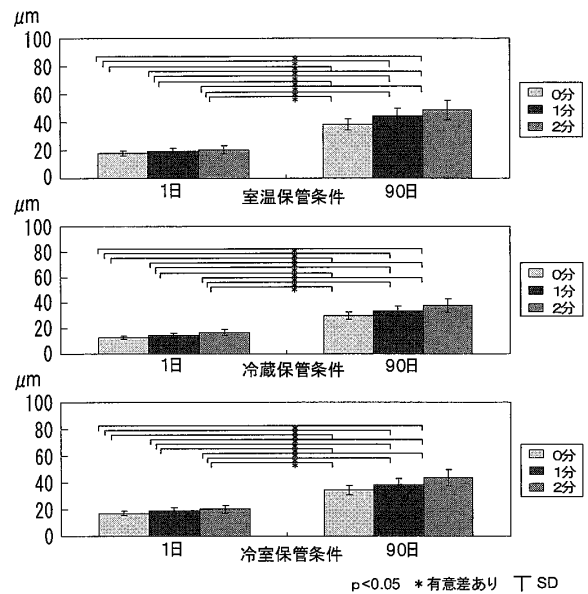 μm
100
80
60
40
20
0
0分
1分
2分
1日 室温保管条件 90日
μm
100
80
60
40
20
0
0分
1分
2分
1日 冷蔵保管条件 90日
μm
100
80
60
40
20
0
0分
1分
2分
1日 冷室保管条件 90日
p<0.05 *有意差あり SD